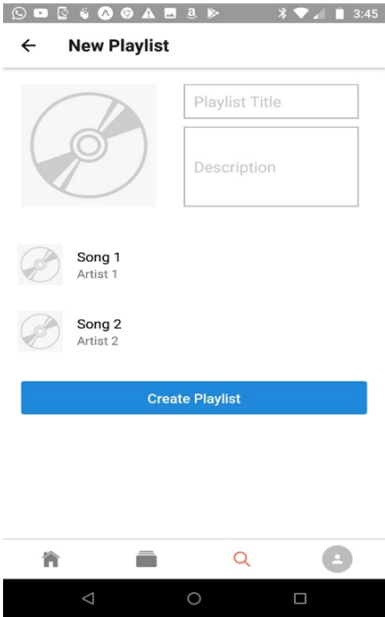 3:45
New Playlist
Playlist Title
Description
Song 1
Artist 1
Song 2
Artist 2
Create Playlist